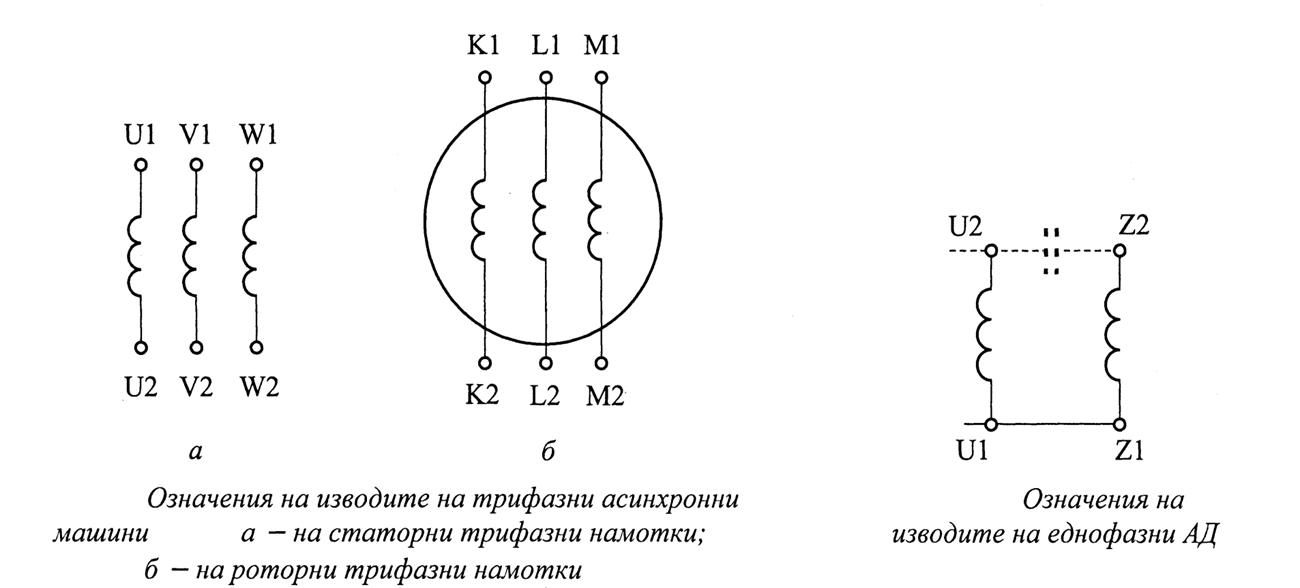 K1 L1 M1
U1 V1 W1
U2 V2 W2
K2 L2 M2
а
б
Означения на изводите на трифазни асинхронни
машини а – на статорни трифазни намотки;
б – на роторни трифазни намотки
U2 Z2
U1 Z1
Означения на
изводите на еднофазни АД